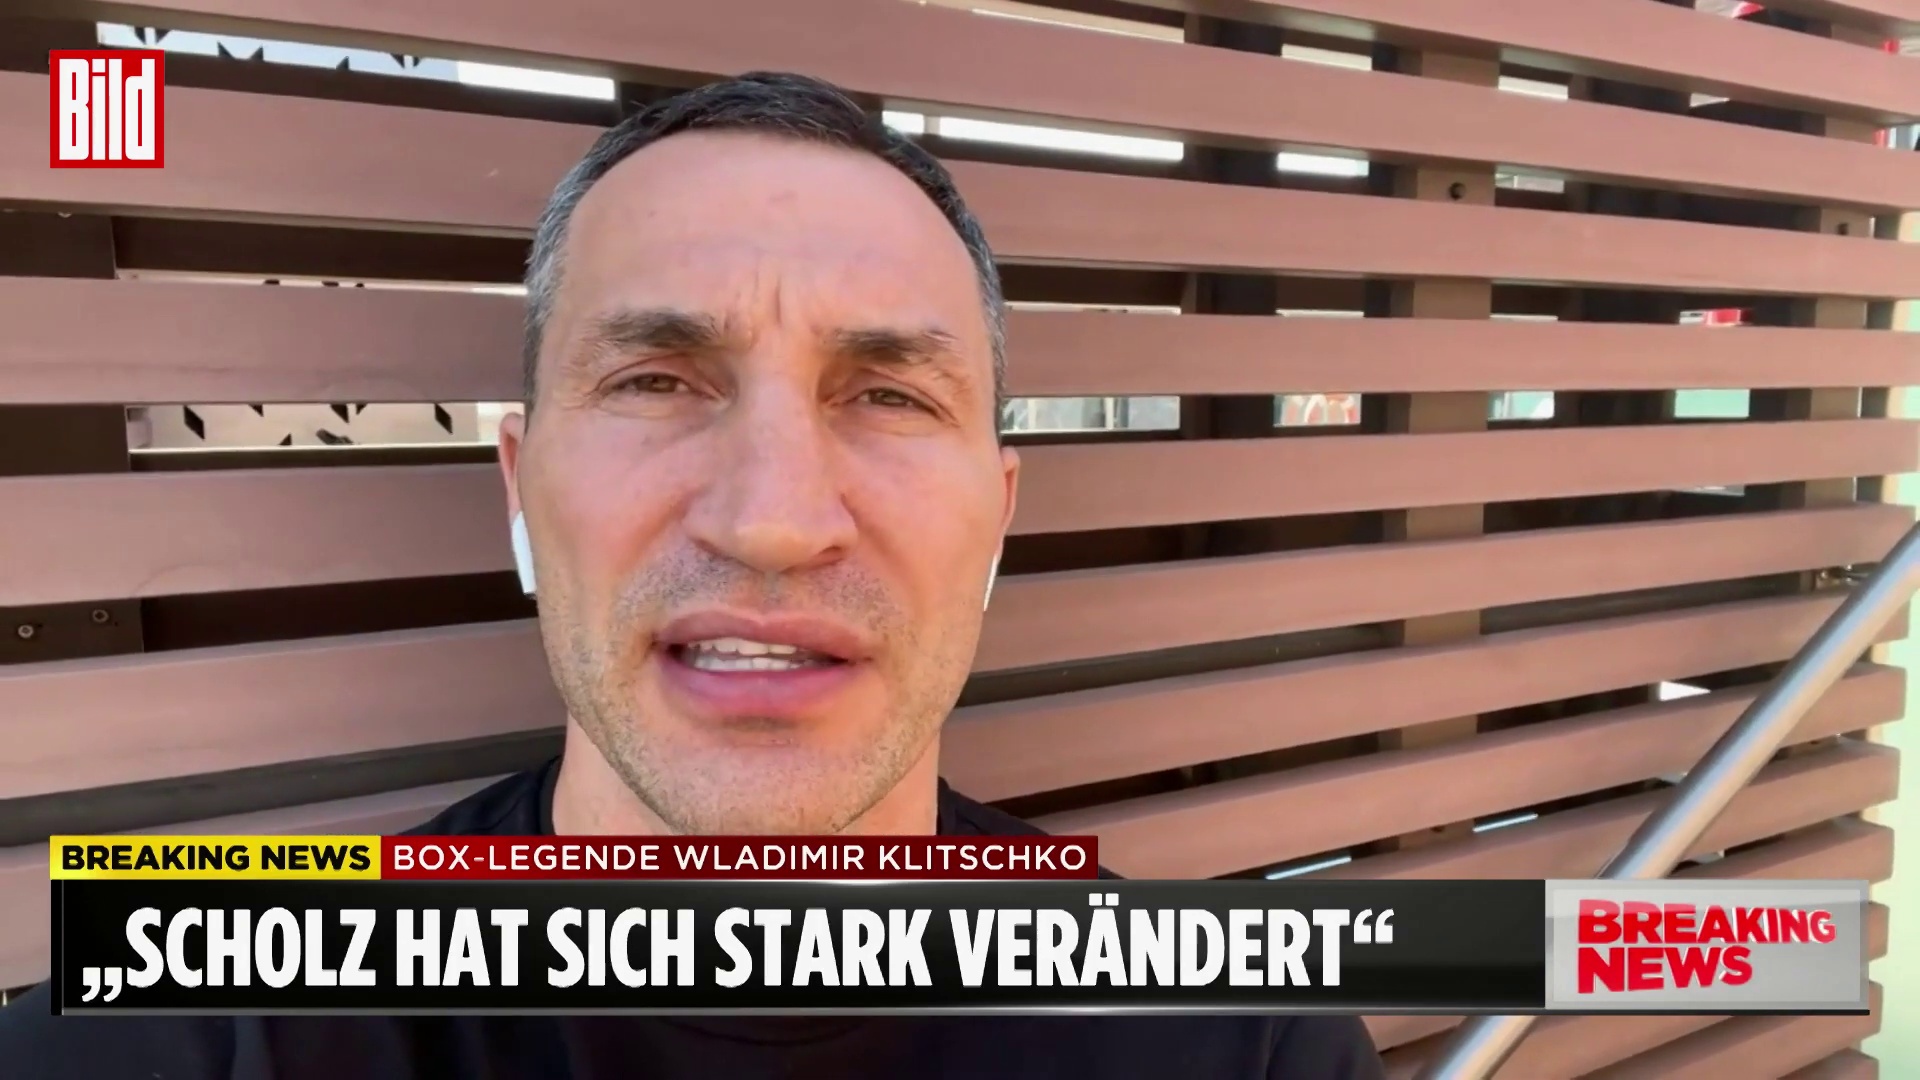 Bild
BREAKING NEWS BOX-LEGENDE WLADIMIR KLITSCHKO
„SCHOLZ HAT SICH STARK VERÄNDERT“
BREAKING
NEWS